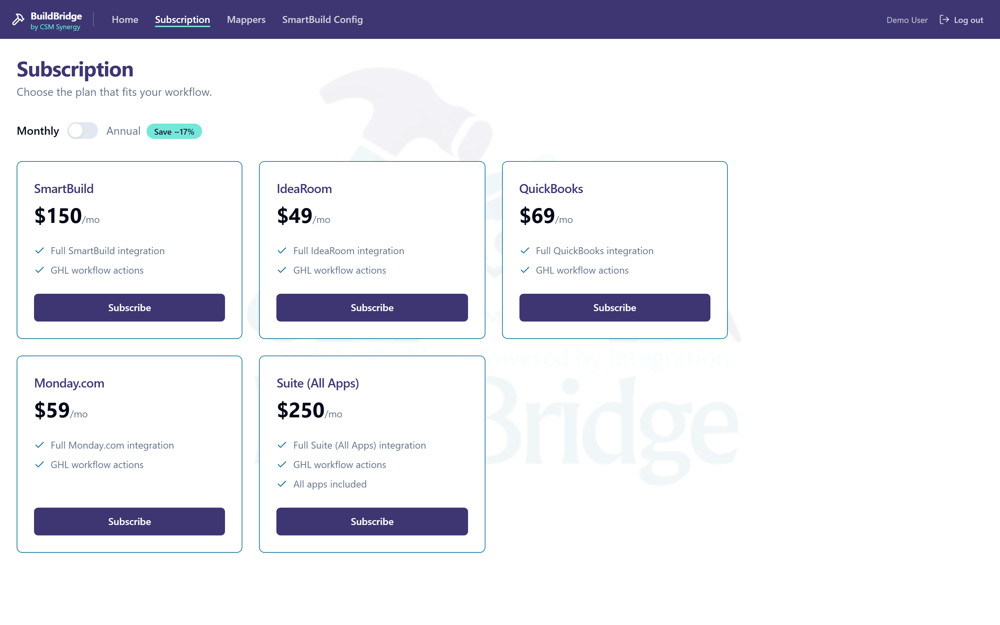 BuildBridge
by CSM Synergy
Home
Subscription
Mappers
SmartBuild Config
Demo User
Log out
Subscription
Choose the plan that fits your workflow.
Monthly
Annual
Save ~17%
SmartBuild
$150/mo
Full SmartBuild integration
GHL workflow actions
Subscribe
IdeaRoom
$49/mo
Full IdeaRoom integration
GHL workflow actions
Subscribe
QuickBooks
$69/mo
Full QuickBooks integration
GHL workflow actions
Subscribe
Monday.com
$59/mo
Full Monday.com integration
GHL workflow actions
Subscribe
Suite (All Apps)
$250/mo
Full Suite (All Apps) integration
GHL workflow actions
All apps included
Subscribe
Powered by Integration.
Bridge